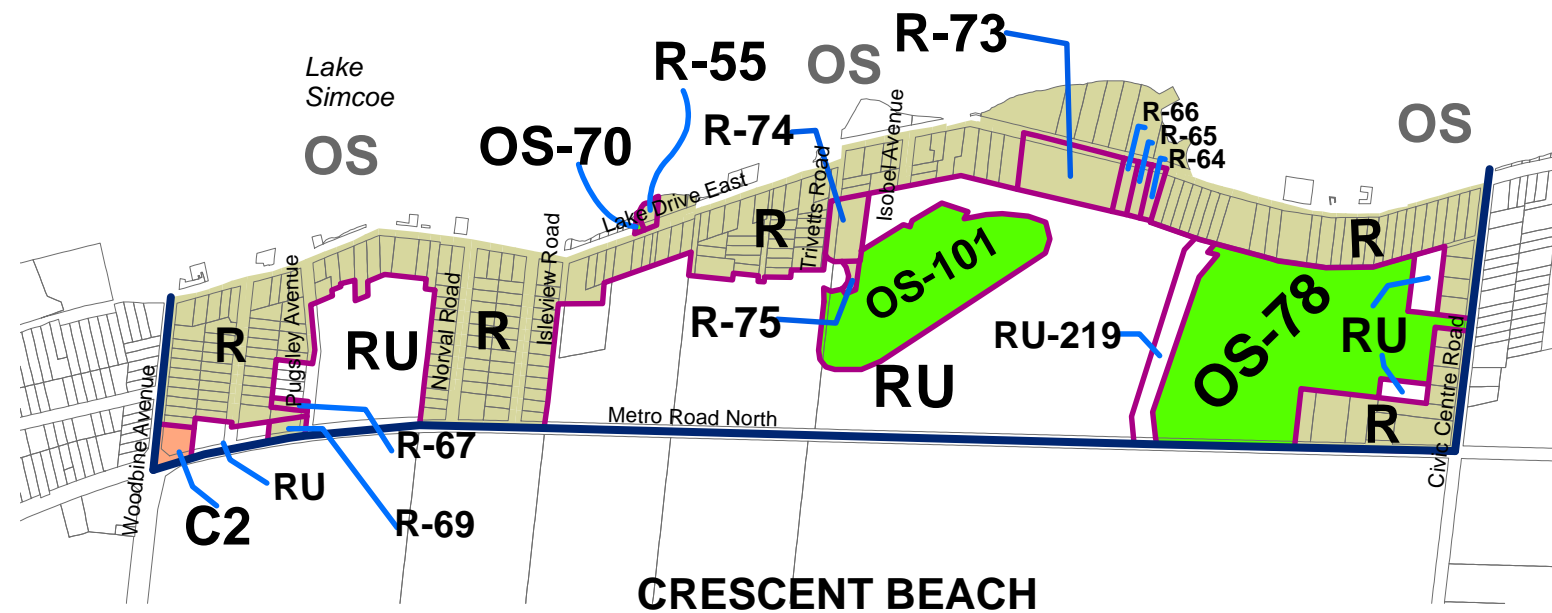 R-73
OS
R-55
Lake
Simcoe
R-66
OS
R-74
OS-70
R-65
OS
R-64
Isobel Avenue
Trivetts Road
Lake Drive East
Isleview Road
R
R
OS-101
Pugsley Avenue
Norval Road
R-75
RU-219
OS-78
RU
R
RU
R
RU
Woodbine Avenue
Metro Road North
Civic Centre Road
R
R-67
RU
C2
R-69
CRESCENT BEACH